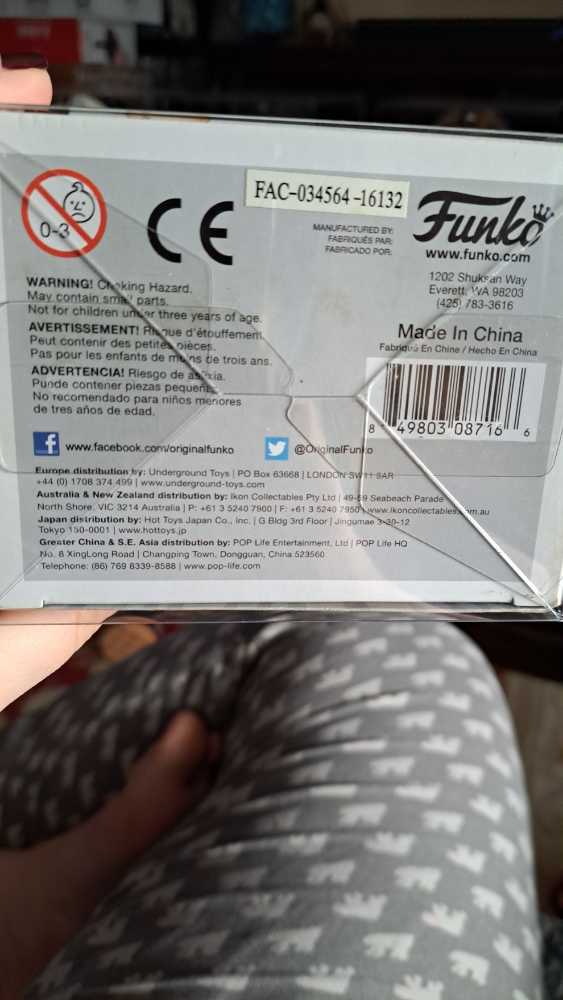 0-3
CE
FAC-034564-16132
MANUFACTURED BY:
FABRIQUÉS PAR:
FABRICADO POR:
Funko
www.funko.com
1202 Shuksan Way
Everett, WA 98203
(425) 783-3616
WARNING! Choking Hazard.
May contain small parts.
Not for children under three years of age.
AVERTISSEMENT! Risque d'étouffement.
Peut contenir des petites pièces.
Pas pour les enfants de moins de trois ans.
ADVERTENCIA! Riesgo de asfixia.
Puede contener piezas pequeñas.
No recomendado para niños menores
de tres años de edad.
Made In China
Fabriqué En Chine / Hecho En China
8 49803 08716 6
f www.facebook.com/originalfunko
@OriginalFunko
Europe distribution by: Underground Toys | PO Box 63668 | LONDON SW11 9AR
+44 (0) 1708 374 499 | www.underground-toys.com
Australia & New Zealand distribution by: Ikon Collectables Pty Ltd | 49-59 Seabeach Parade
North Shore, VIC 3214 Australia | P: +61 3 5240 7900 | F: +61 3 5240 7950 | www.ikoncollectables.com.au
Japan distribution by: Hot Toys Japan Co., Inc. | G Bldg 3rd Floor | Jingumae 3-30-12
Tokyo 150-0001 | www.hottoys.jp
Greater China & S.E. Asia distribution by: POP Life Entertainment, Ltd | POP Life HQ
No. 8 XingLong Road | Changping Town, Dongguan, China 523560
Telephone: (86) 769 8339-8588 | www.pop-life.com